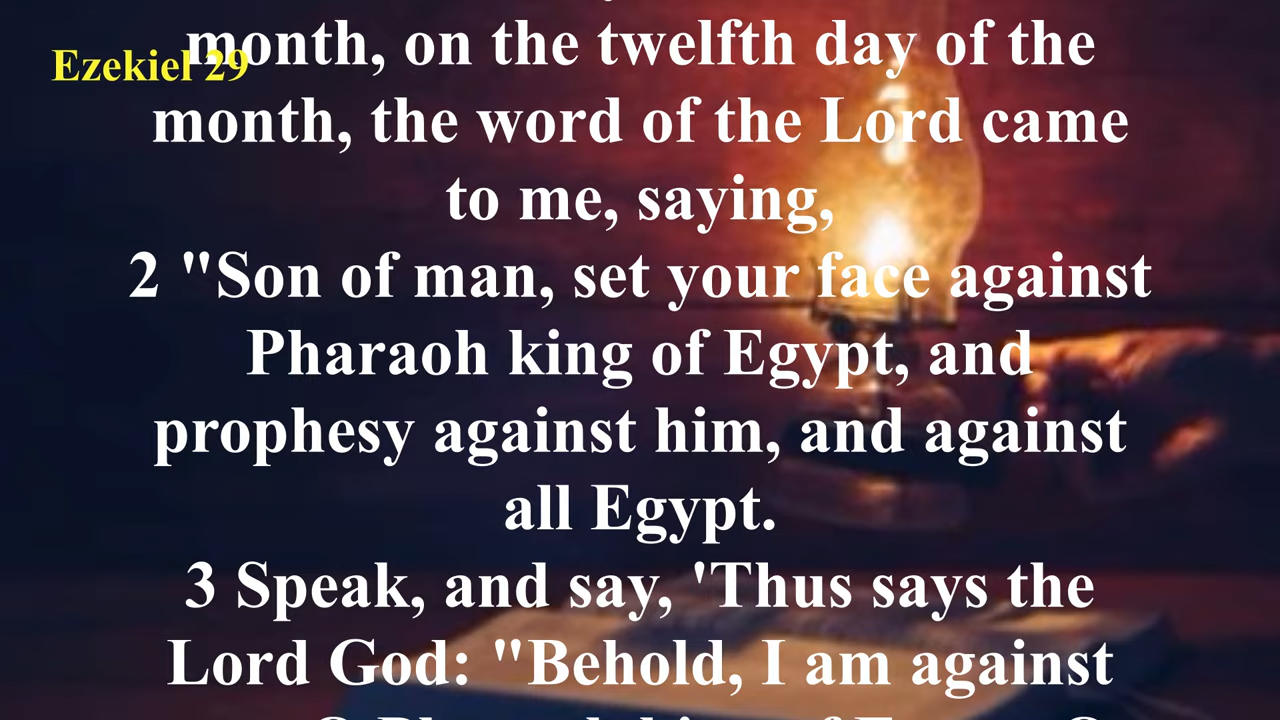 Ezekiel 29
month, on the twelfth day of the
month, the word of the Lord came
to me, saying,
2 "Son of man, set your face against
Pharaoh king of Egypt, and
prophesy against him, and against
all Egypt.
3 Speak, and say, 'Thus says the
Lord God: "Behold, I am against